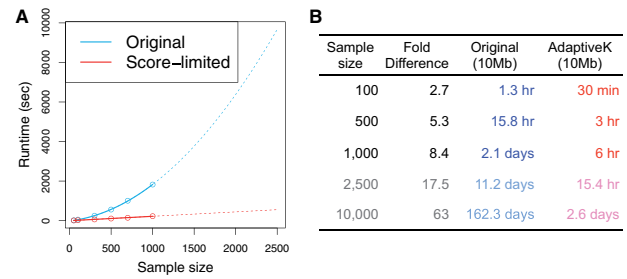 A
Original
Score-limited
Runtime (sec)
0 2000 4000 6000 8000 10000
0 500 1000 1500 2000 2500
Sample size
B
Sample size Fold Difference Original (10Mb) AdaptiveK (10Mb)
100 2.7 1.3 hr 30 min
500 5.3 15.8 hr 3 hr
1,000 8.4 2.1 days 6 hr
2,500 17.5 11.2 days 15.4 hr
10,000 63 162.3 days 2.6 days